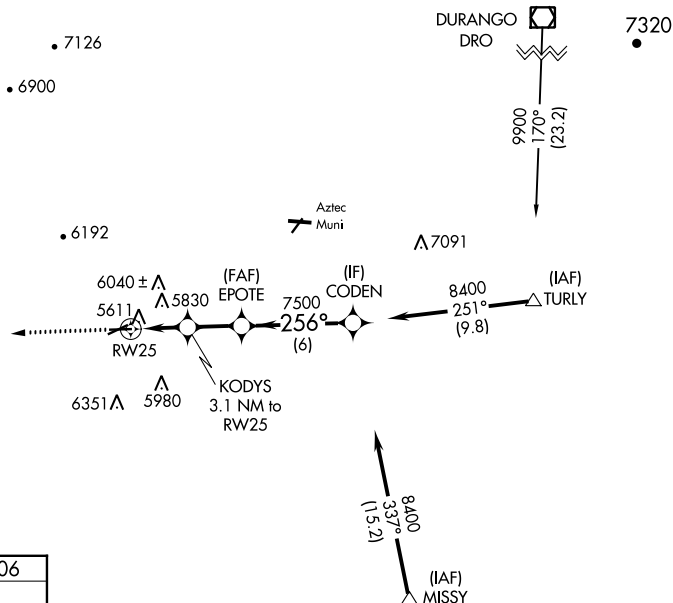 DURANGO
DRO
7320
7126
6900
9900
170°
(23.2)
Aztec
Muni
6192
7091
6040 ±
5830
5611
(FAF)
EPOTE
7500
256°
(6)
(IF)
CODEN
8400
251°
(9.8)
(IAF)
TURLY
RW25
KODYS
3.1 NM to
RW25
6351
5980
8400
337°
(15.2)
(IAF)
MISSY
06